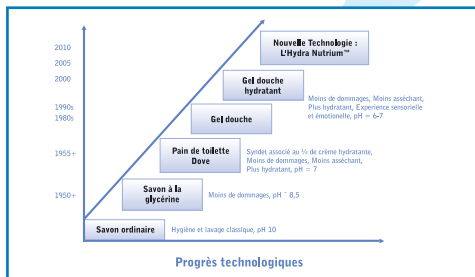 2010
Nouvelle Technologie :
L'Hydra Nutrium™
2005
2000
Gel douche
hydratant
Moins de dommages, Moins asséchant,
Plus hydratant, Experience sensorielle
et émotionelle, pH = 6-7
1990s
1980s
Gel douche
1955+
Pain de toilette
Dove
Syndet associé au ¼ de crème hydratante,
Moins de dommages, Moins asséchant,
Plus hydratant, pH = 7
1950+
Savon à la
glycérine
Moins de dommages, pH ˜ 8,5
Savon ordinaire
Hygiène et lavage classique, pH 10
Progrès technologiques